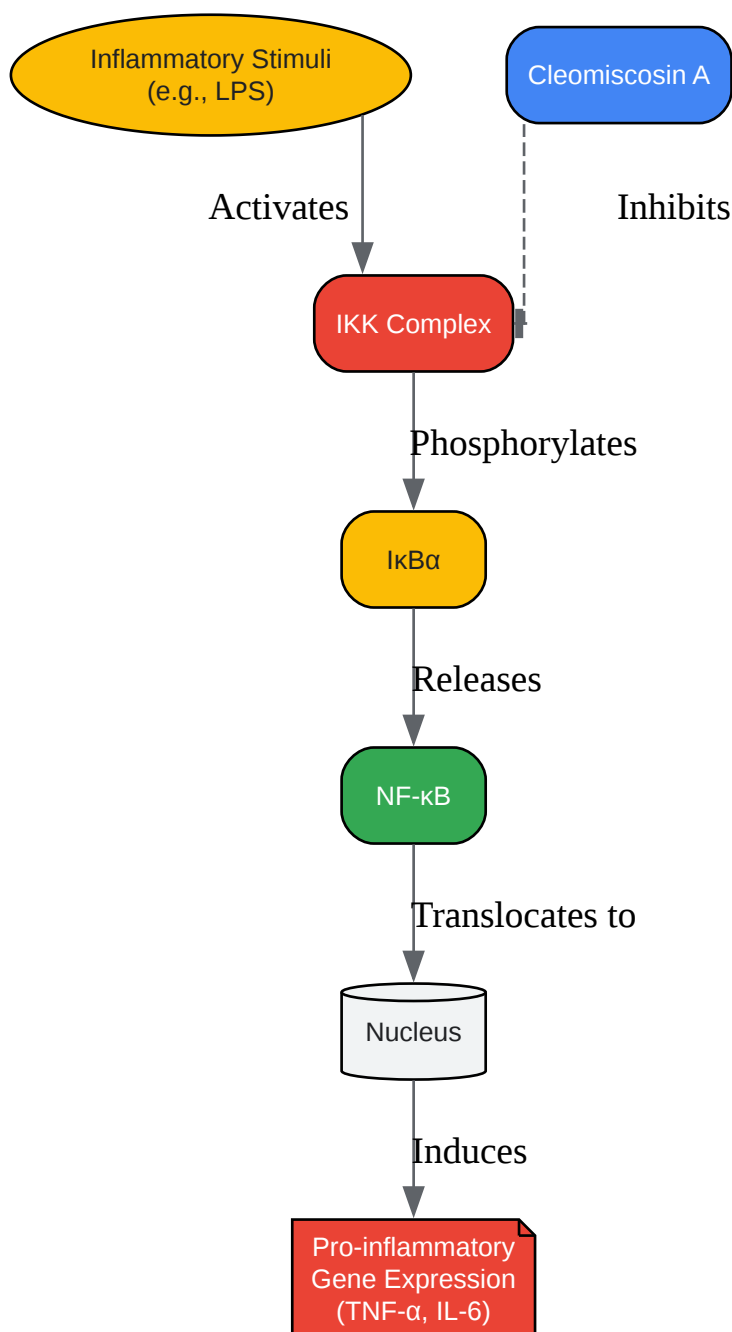 Inflammatory Stimuli
(e.g., LPS)
Cleomiscosin A
Activates
Inhibits
IKK Complex
Phosphorylates
IκBα
Releases
NF-κB
Translocates to
Nucleus
Induces
Pro-inflammatory
Gene Expression
(TNF-α, IL-6)